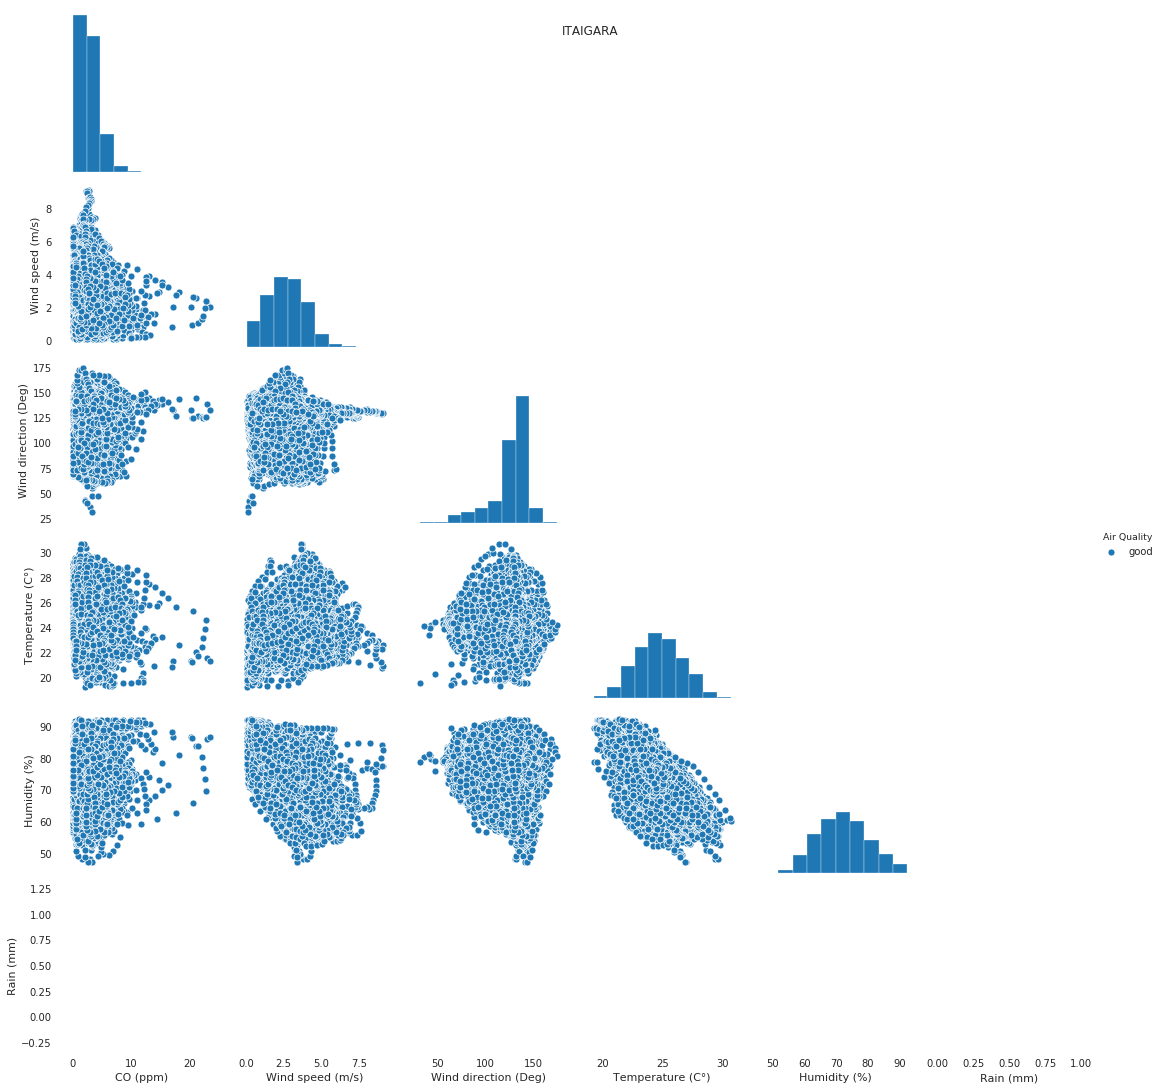 ITAIGARA
Wind speed (m/s)
8
6
4
2
0
Wind direction (Deg)
175
150
125
100
75
50
25
Temperature (C°)
30
28
26
24
22
20
Air Quality
good
Humidity (%)
90
80
70
60
50
Rain (mm)
1.25
1.00
0.75
0.50
0.25
0.00
−0.25
0 10 20
CO (ppm)
0.0 2.5 5.0 7.5
Wind speed (m/s)
50 100 150
Wind direction (Deg)
20 25 30
Temperature (C°)
50 60 70 80 90
Humidity (%)
0.00 0.25 0.50 0.75 1.00
Rain (mm)